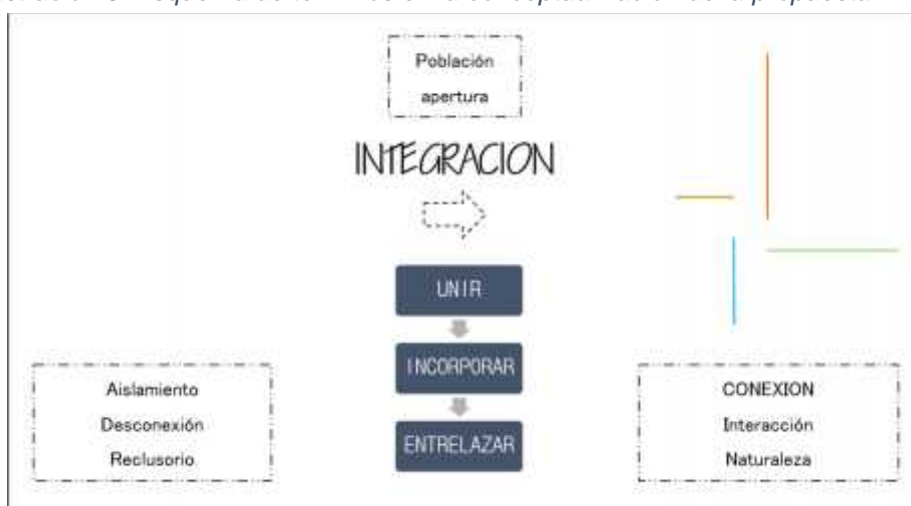 Población
apertura
INTEGRACION
UNIR
INCORPORAR
ENTRELAZAR
Aislamiento
Desconexión
Reclusorio
CONEXION
Interacción
Naturaleza